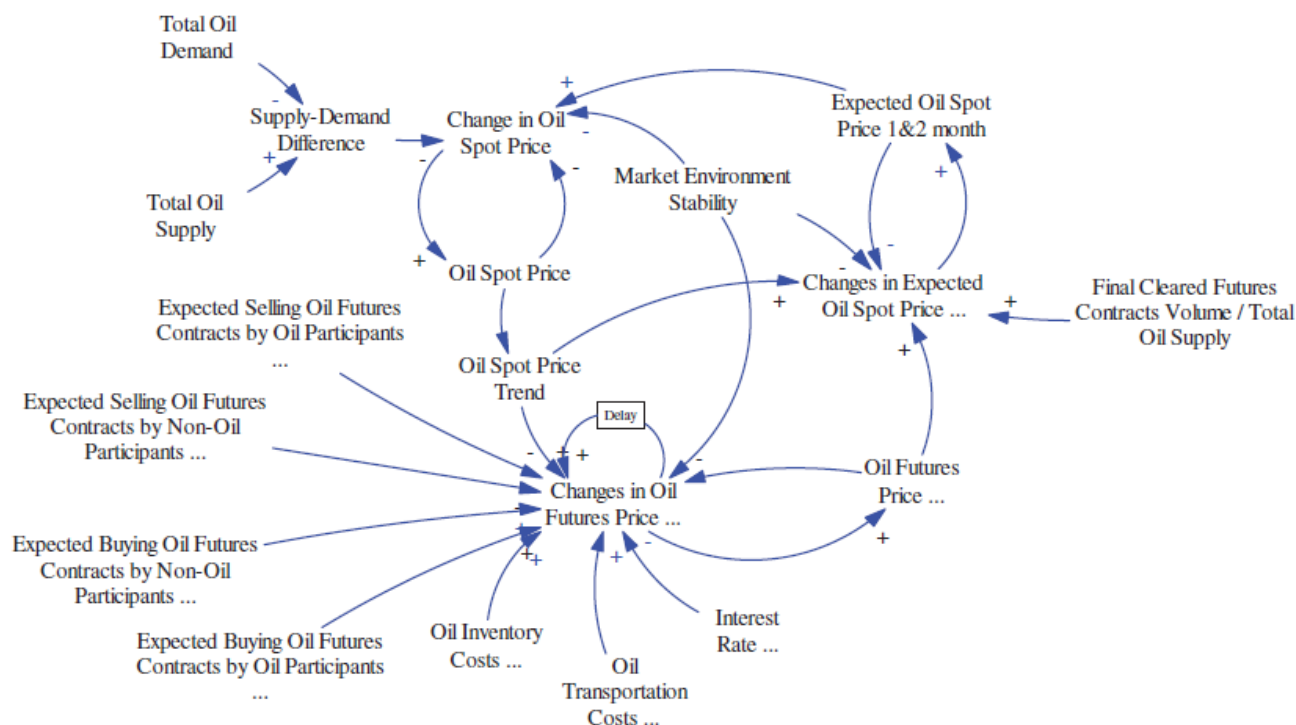 Total Oil
Demand
-
Supply-Demand
Difference
+
Total Oil
Supply
+
Change in Oil
Spot Price
-
-
-
+
Oil Spot Price
Expected Oil Spot
Price 1&2 month
+
-
Market Environment
Stability
-
Changes in Expected
Oil Spot Price ...
+
+
+
Final Cleared Futures
Contracts Volume / Total
Oil Supply
Expected Selling Oil Futures
Contracts by Oil Participants
...
Oil Spot Price
Trend
Expected Selling Oil Futures
Contracts by Non-Oil
Participants ...
Delay
-
+
+
-
Changes in Oil
Futures Price ...
Oil Futures
Price ...
+
Expected Buying Oil Futures
Contracts by Non-Oil
Participants ...
-
+
+
+
+
-
Expected Buying Oil Futures
Contracts by Oil Participants
...
Oil Inventory
Costs ...
Oil
Transportation
Costs ...
Interest
Rate ...